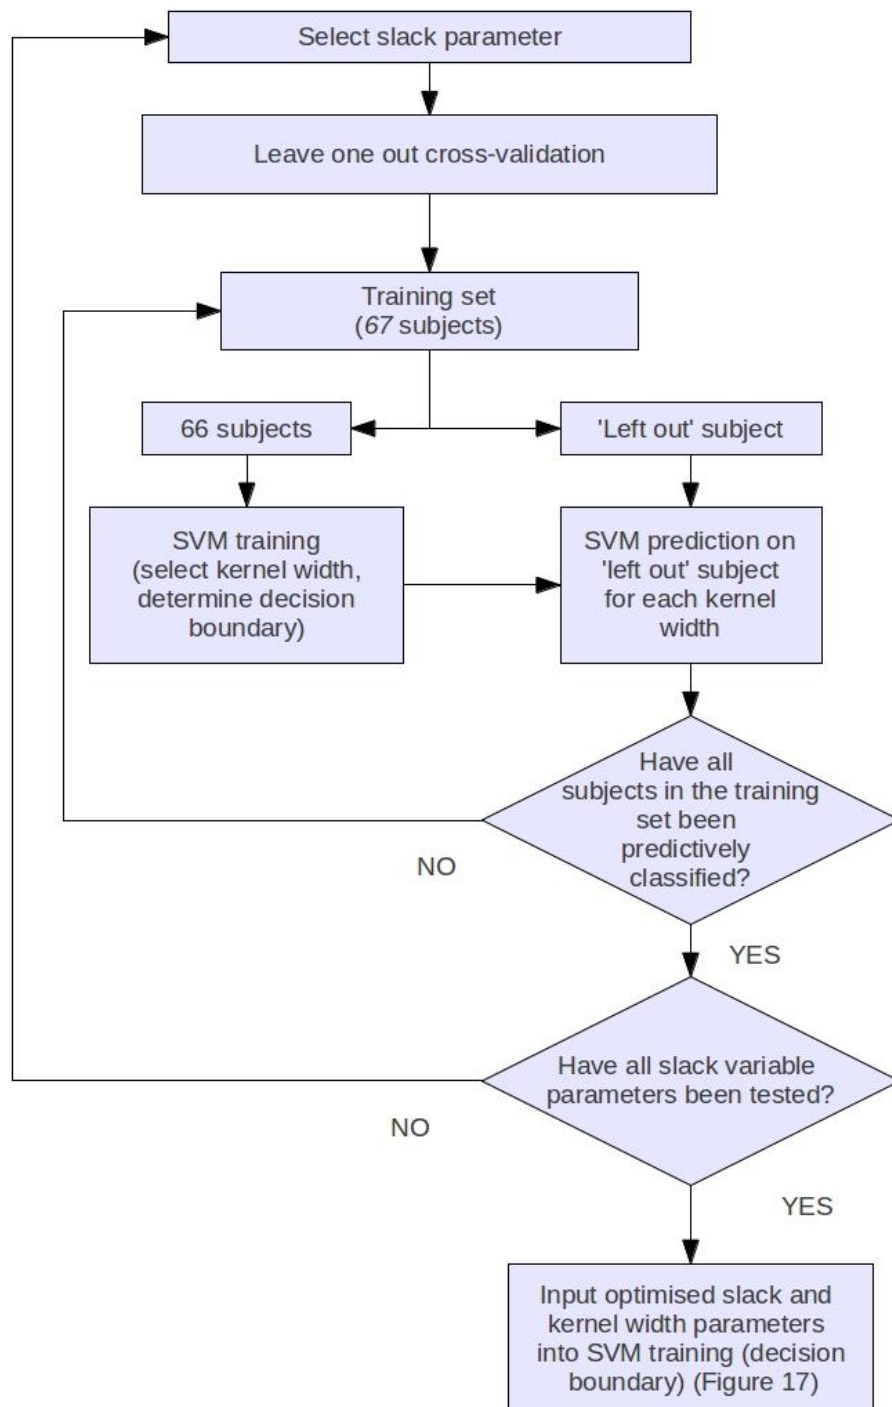 Select slack parameter
Leave one out cross-validation
Training set
(67 subjects)
66 subjects
'Left out' subject
SVM training
(select kernel width,
determine decision
boundary)
SVM prediction on
'left out' subject
for each kernel
width
Have all
subjects in the training
set been
predictively
classified?
NO
YES
Have all slack variable
parameters been tested?
NO
YES
Input optimised slack and
kernel width parameters
into SVM training (decision
boundary) (Figure 17)